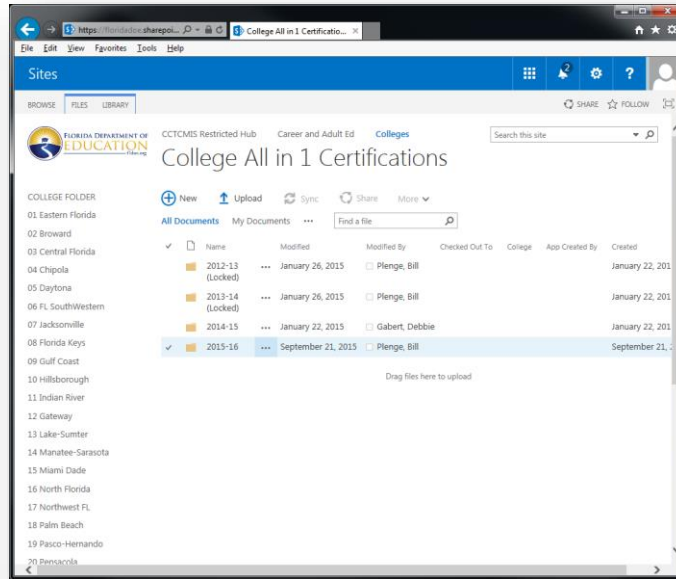 https://floridadoe.sharepoi...
College All in 1 Certificatio...
File Edit View Favorites Tools Help
Sites
2
?
BROWSE FILES LIBRARY
SHARE FOLLOW
FLORIDA DEPARTMENT OF
EDUCATION
fldoe.org
CCTCMIS Restricted Hub Career and Adult Ed Colleges
Search this site
College All in 1 Certifications
New Upload Sync Share More
All Documents My Documents ... Find a file
Name Modified Modified By Checked Out To College App Created By Created
2012-13 (Locked) ... January 26, 2015 Plenge, Bill January 22, 201
2013-14 (Locked) ... January 26, 2015 Plenge, Bill January 22, 201
2014-15 ... January 22, 2015 Gabert, Debbie January 22, 201
2015-16 ... September 21, 2015 Plenge, Bill September 21, 2
Drag files here to upload
COLLEGE FOLDER
01 Eastern Florida
02 Broward
03 Central Florida
04 Chipola
05 Daytona
06 FL SouthWestern
07 Jacksonville
08 Florida Keys
09 Gulf Coast
10 Hillsborough
11 Indian River
12 Gateway
13 Lake-Sumter
14 Manatee-Sarasota
15 Miami Dade
16 North Florida
17 Northwest FL
18 Palm Beach
19 Pasco-Hernando
20 Pensacola